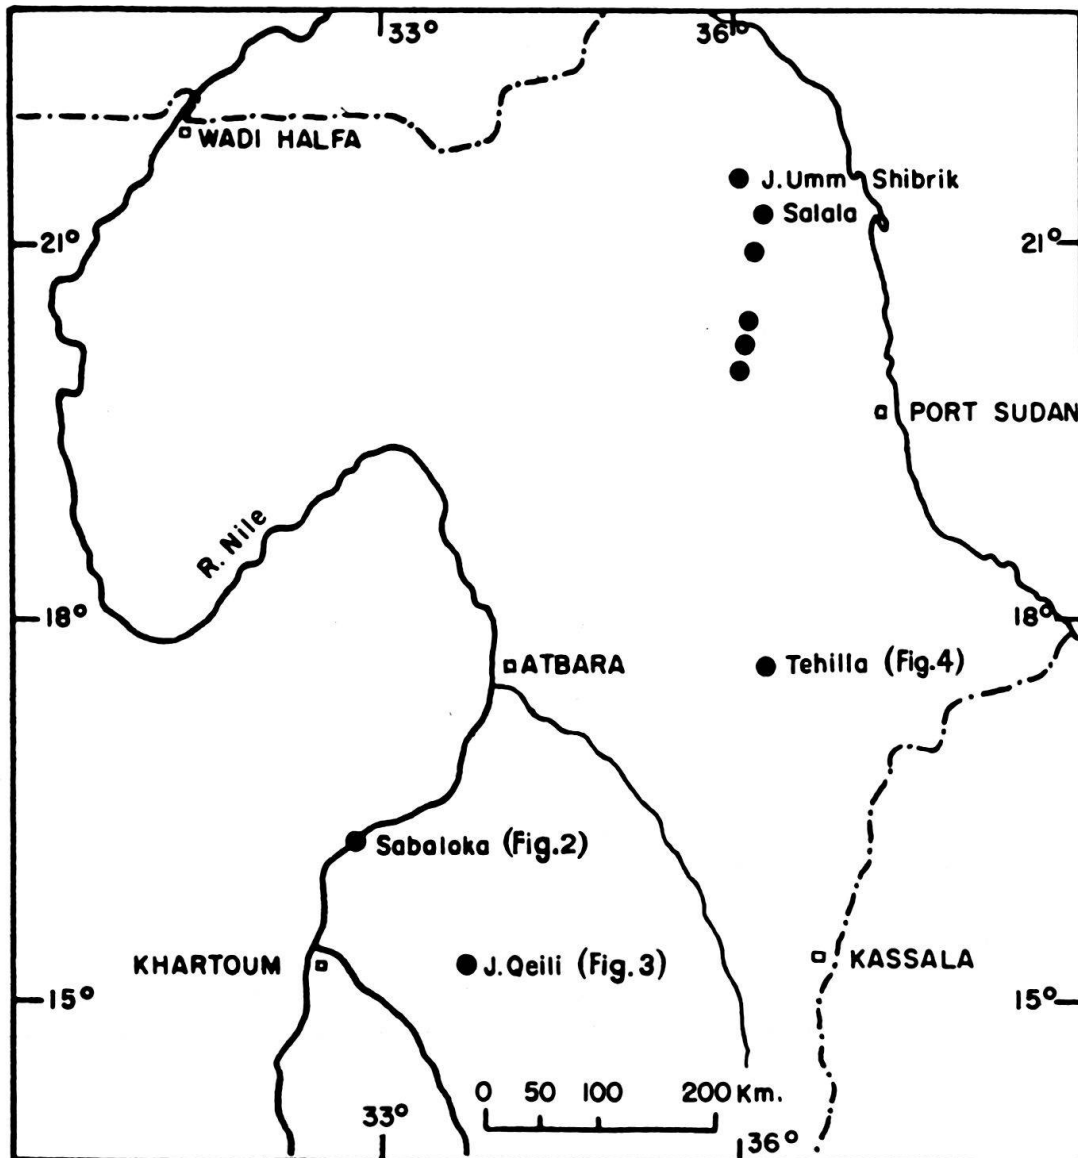 33° 36°
WADI HALFA
J.Umm Shibrik
Salala
21° 21°
PORT SUDAN
R. Nile
18° 18°
ATBARA Tehilla (Fig.4)
Sabaloka (Fig.2)
KHARTOUM J.Qeili (Fig.3) KASSALA
15° 15°
0 50 100 200 Km.
33° 36°